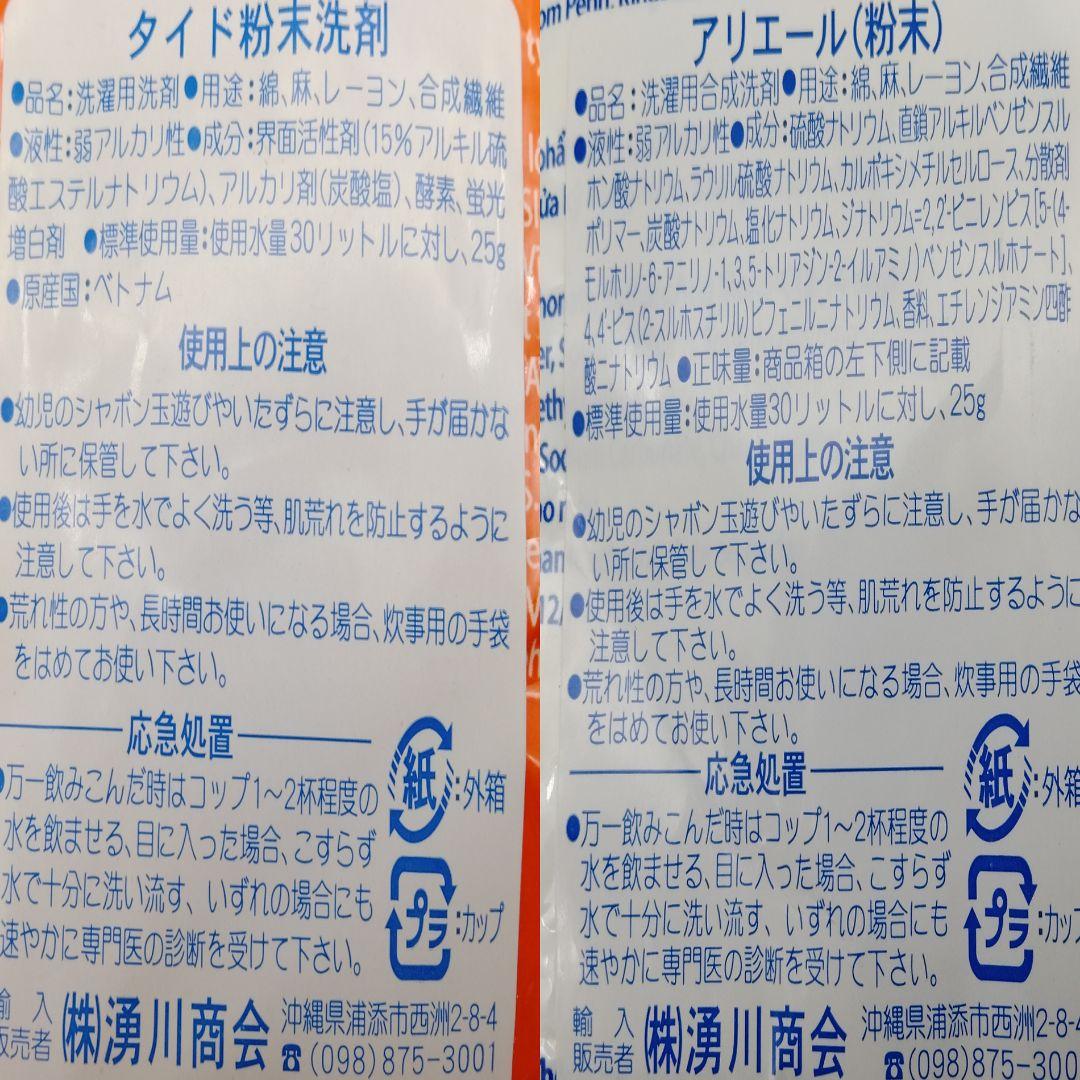 タイド粉末洗剤
●品名:洗濯用洗剤●用途:綿、麻、レーヨン、合成繊維
●液性:弱アルカリ性●成分:界面活性剤(15%アルキル硫
酸エステルナトリウム)、アルカリ剤(炭酸塩)、酵素、蛍光
増白剤 ●標準使用量:使用水量30リットルに対し、25g
●原産国:ベトナム
使用上の注意
●幼児のシャボン玉遊びやいたずらに注意し、手が届かな
い所に保管して下さい。
●使用後は手を水でよく洗う等、肌荒れを防止するように
注意して下さい。
●荒れ性の方や、長時間お使いになる場合、炊事用の手袋
をはめてお使い下さい。
応急処置
●万一飲みこんだ時はコップ1〜2杯程度の
水を飲ませる、目に入った場合、こすらず
水で十分に洗い流す、いずれの場合にも
速やかに専門医の診断を受けて下さい。
紙:外箱
プラ:カップ
輸入
販売者 (株)湧川商会 沖縄県浦添市西洲2-8-4
☎(098)875-3001
アリエール(粉末)
●品名:洗濯用合成洗剤●用途:綿、麻、レーヨン、合成繊維
●液性:弱アルカリ性●成分:硫酸ナトリウム、直鎖アルキルベンゼンスル
ホン酸ナトリウム、ラウリル硫酸ナトリウム、カルボキシメチルセルロース、分散剤
ポリマー、炭酸ナトリウム、塩化ナトリウム、ジナトリウム=2,2'-ビニレンビス[5-(4-
モルホリノ-6-アニリノ-1,3,5-トリアジン-2-イルアミノ)ベンゼンスルホナート]、
4,4'-ビス(2-スルホスチリル)ビフェニルニナトリウム、香料、エチレンジアミン四酢
酸ニナトリウム ●正味量:商品箱の左下側に記載
●標準使用量:使用水量30リットルに対し、25g
使用上の注意
●幼児のシャボン玉遊びやいたずらに注意し、手が届かな
い所に保管して下さい。
●使用後は手を水でよく洗う等、肌荒れを防止するように
注意して下さい。
●荒れ性の方や、長時間お使いになる場合、炊事用の手袋
をはめてお使い下さい。
応急処置
●万一飲みこんだ時はコップ1〜2杯程度の
水を飲ませる、目に入った場合、こすらず
水で十分に洗い流す、いずれの場合にも
速やかに専門医の診断を受けて下さい。
紙:外箱
プラ:カップ
輸入
販売者 (株)湧川商会 沖縄県浦添市西洲2-8-4
☎(098)875-300